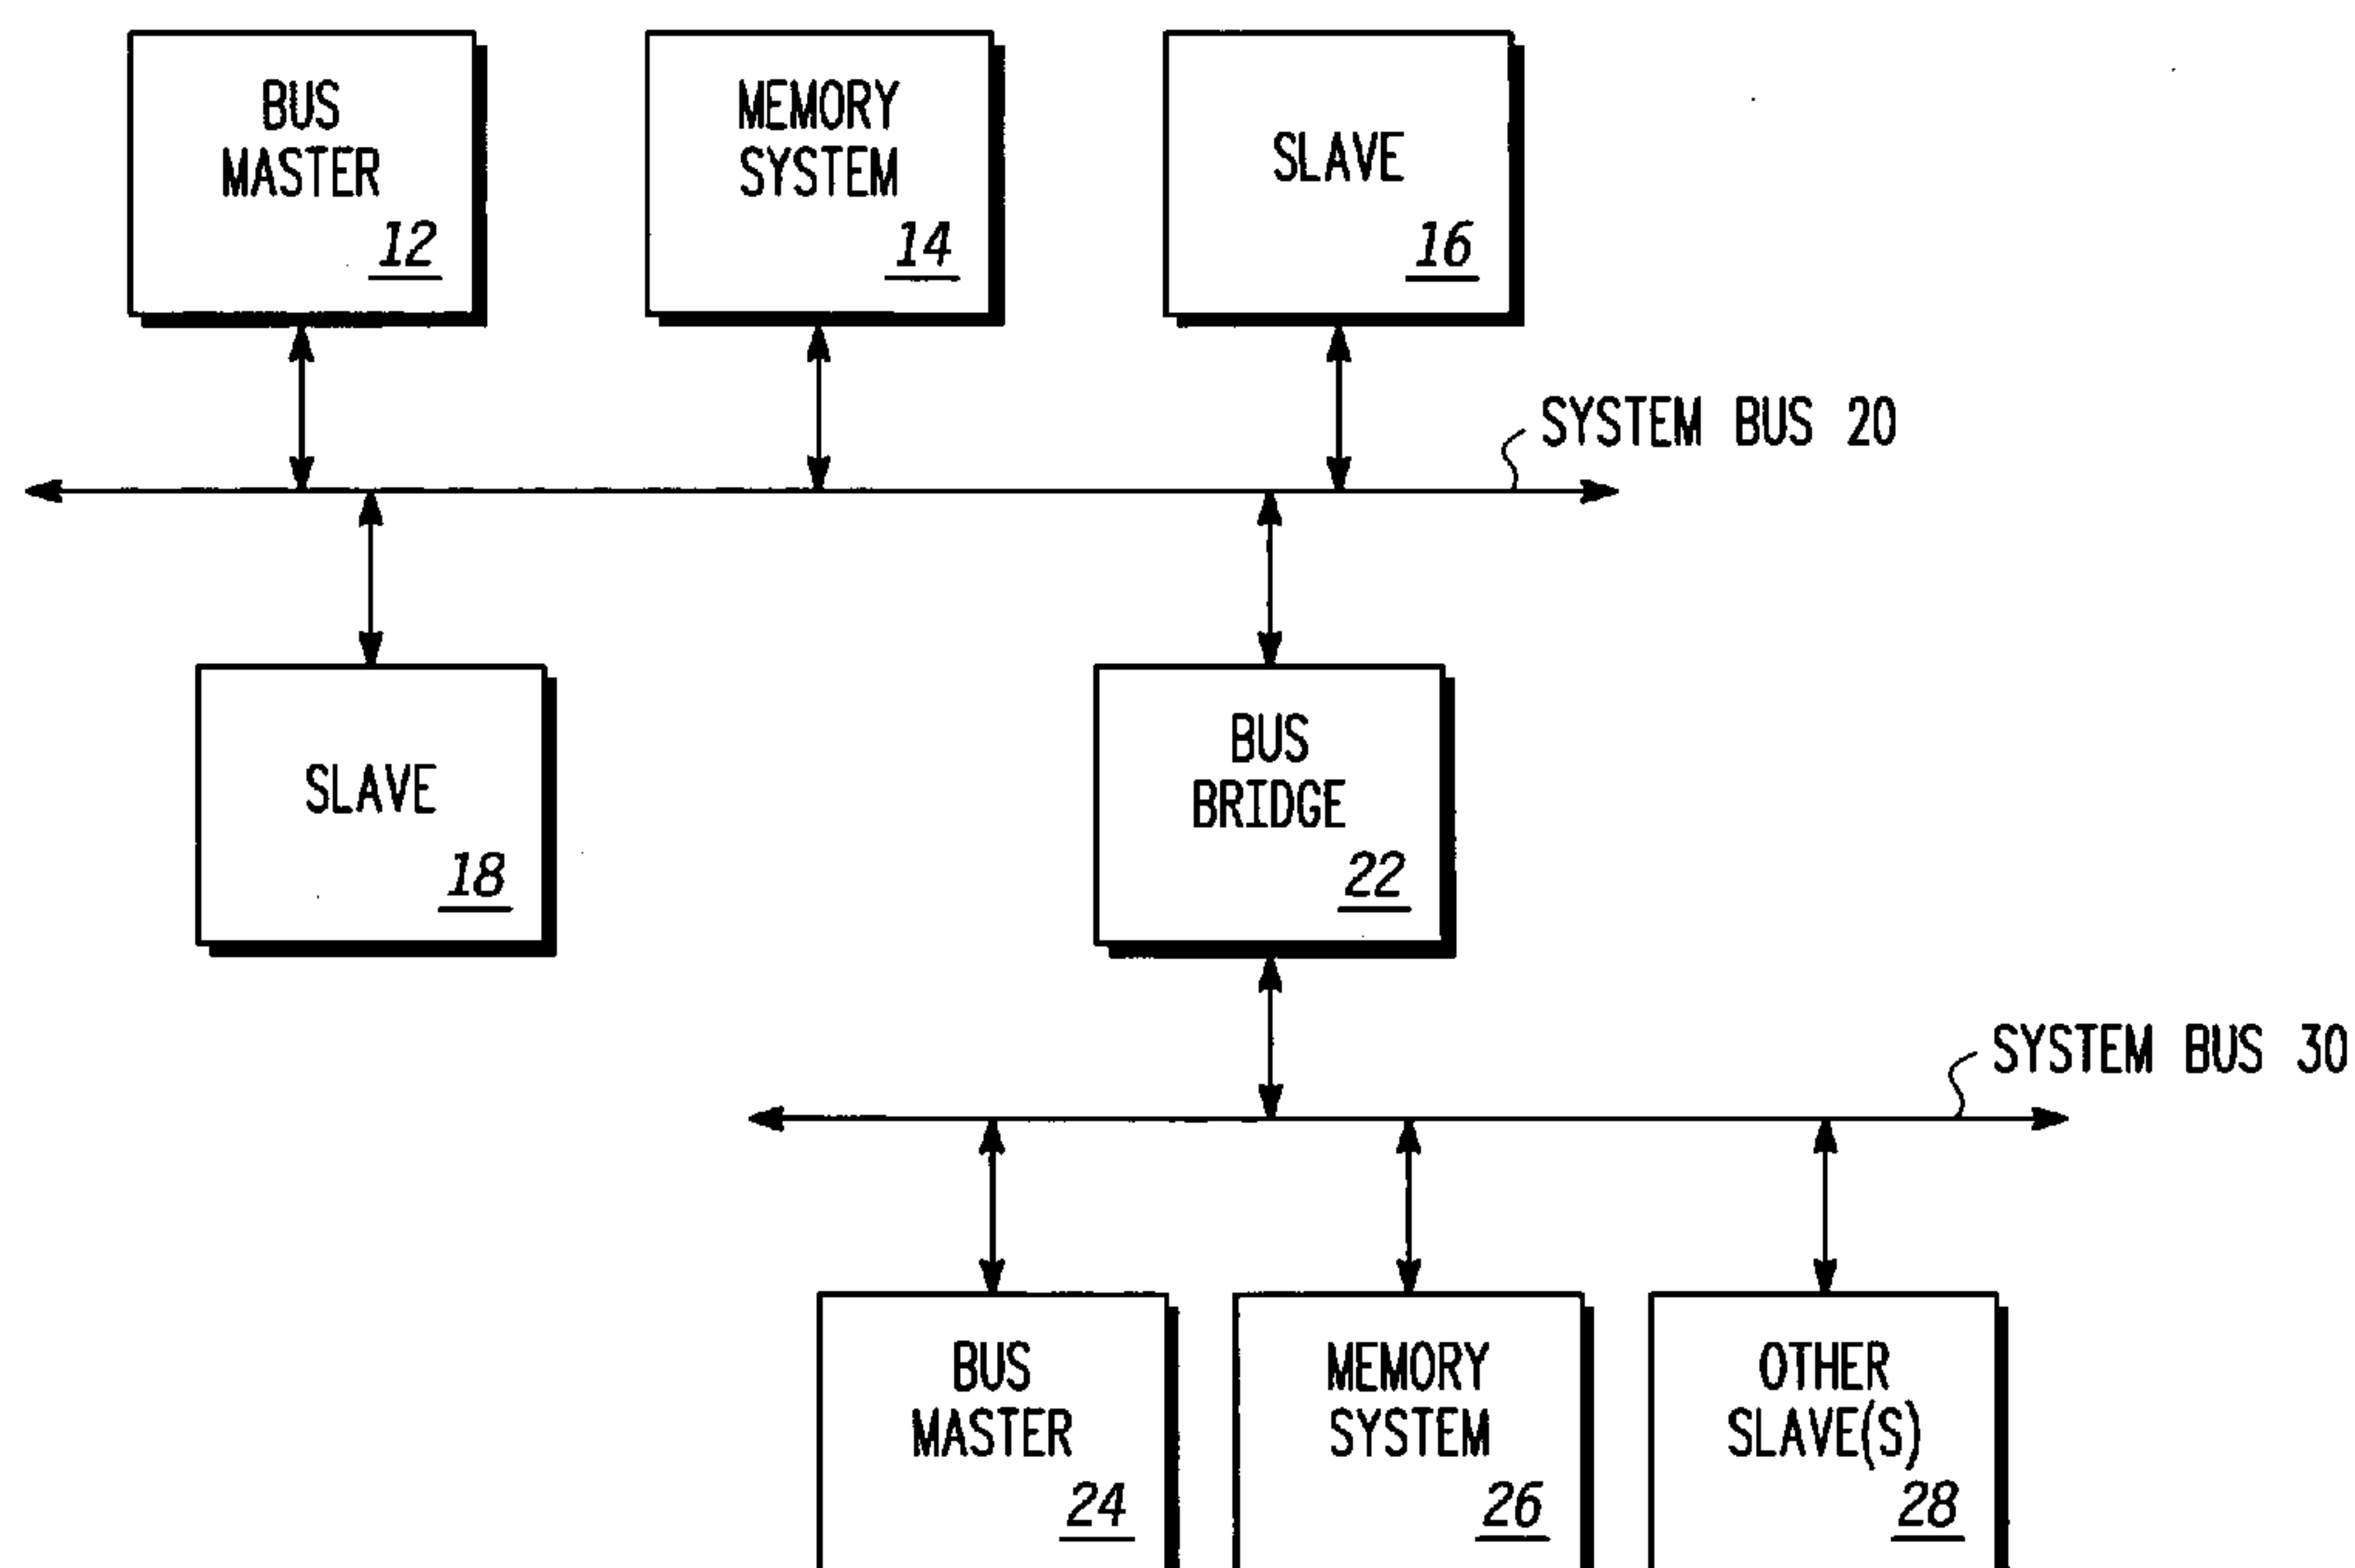 BUS
MASTER
12
MEMORY
SYSTEM
14
SLAVE
16
SYSTEM BUS 20
SLAVE
18
BUS
BRIDGE
22
SYSTEM BUS 30
BUS
MASTER
24
MEMORY
SYSTEM
26
OTHER
SLAVE(S)
28